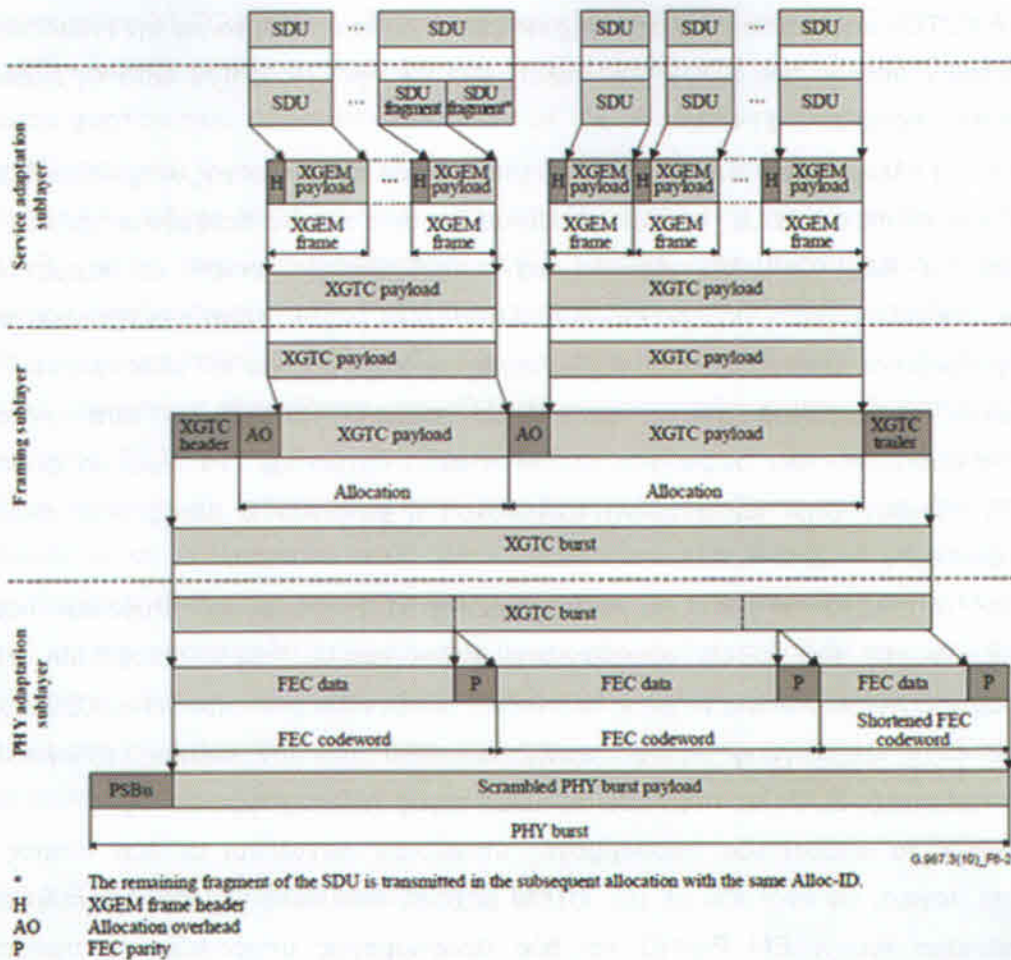 SDU ... SDU SDU SDU ... SDU
Service adaptation sublayer
SDU ... SDU fragment SDU fragment* SDU SDU ... SDU
H XGEM payload ... H XGEM payload H XGEM payload H XGEM payload ... H XGEM payload
XGEM frame XGEM frame XGEM frame XGEM frame XGEM frame
XGTC payload XGTC payload
Framing sublayer
XGTC payload XGTC payload
XGTC header AO XGTC payload AO XGTC payload XGTC trailer
Allocation Allocation
XGTC burst
PHY adaptation sublayer
XGTC burst
FEC data P FEC data P FEC data P
FEC codeword FEC codeword Shortened FEC codeword
PSBu Scrambled PHY burst payload
PHY burst
G.987.3(10)_F8-2
* The remaining fragment of the SDU is transmitted in the subsequent allocation with the same Alloc-ID.
H XGEM frame header
AO Allocation overhead
P FEC parity